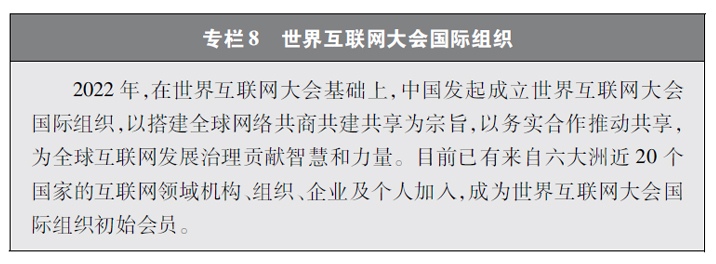 专栏8 世界互联网大会国际组织
2022年,在世界互联网大会基础上,中国发起成立世界互联网大会
国际组织,以搭建全球网络共商共建共享为宗旨,以务实合作推动共享,
为全球互联网发展治理贡献智慧和力量。目前已有来自六大洲近20个
国家的互联网领域机构、组织、企业及个人加入,成为世界互联网大会国
际组织初始会员。